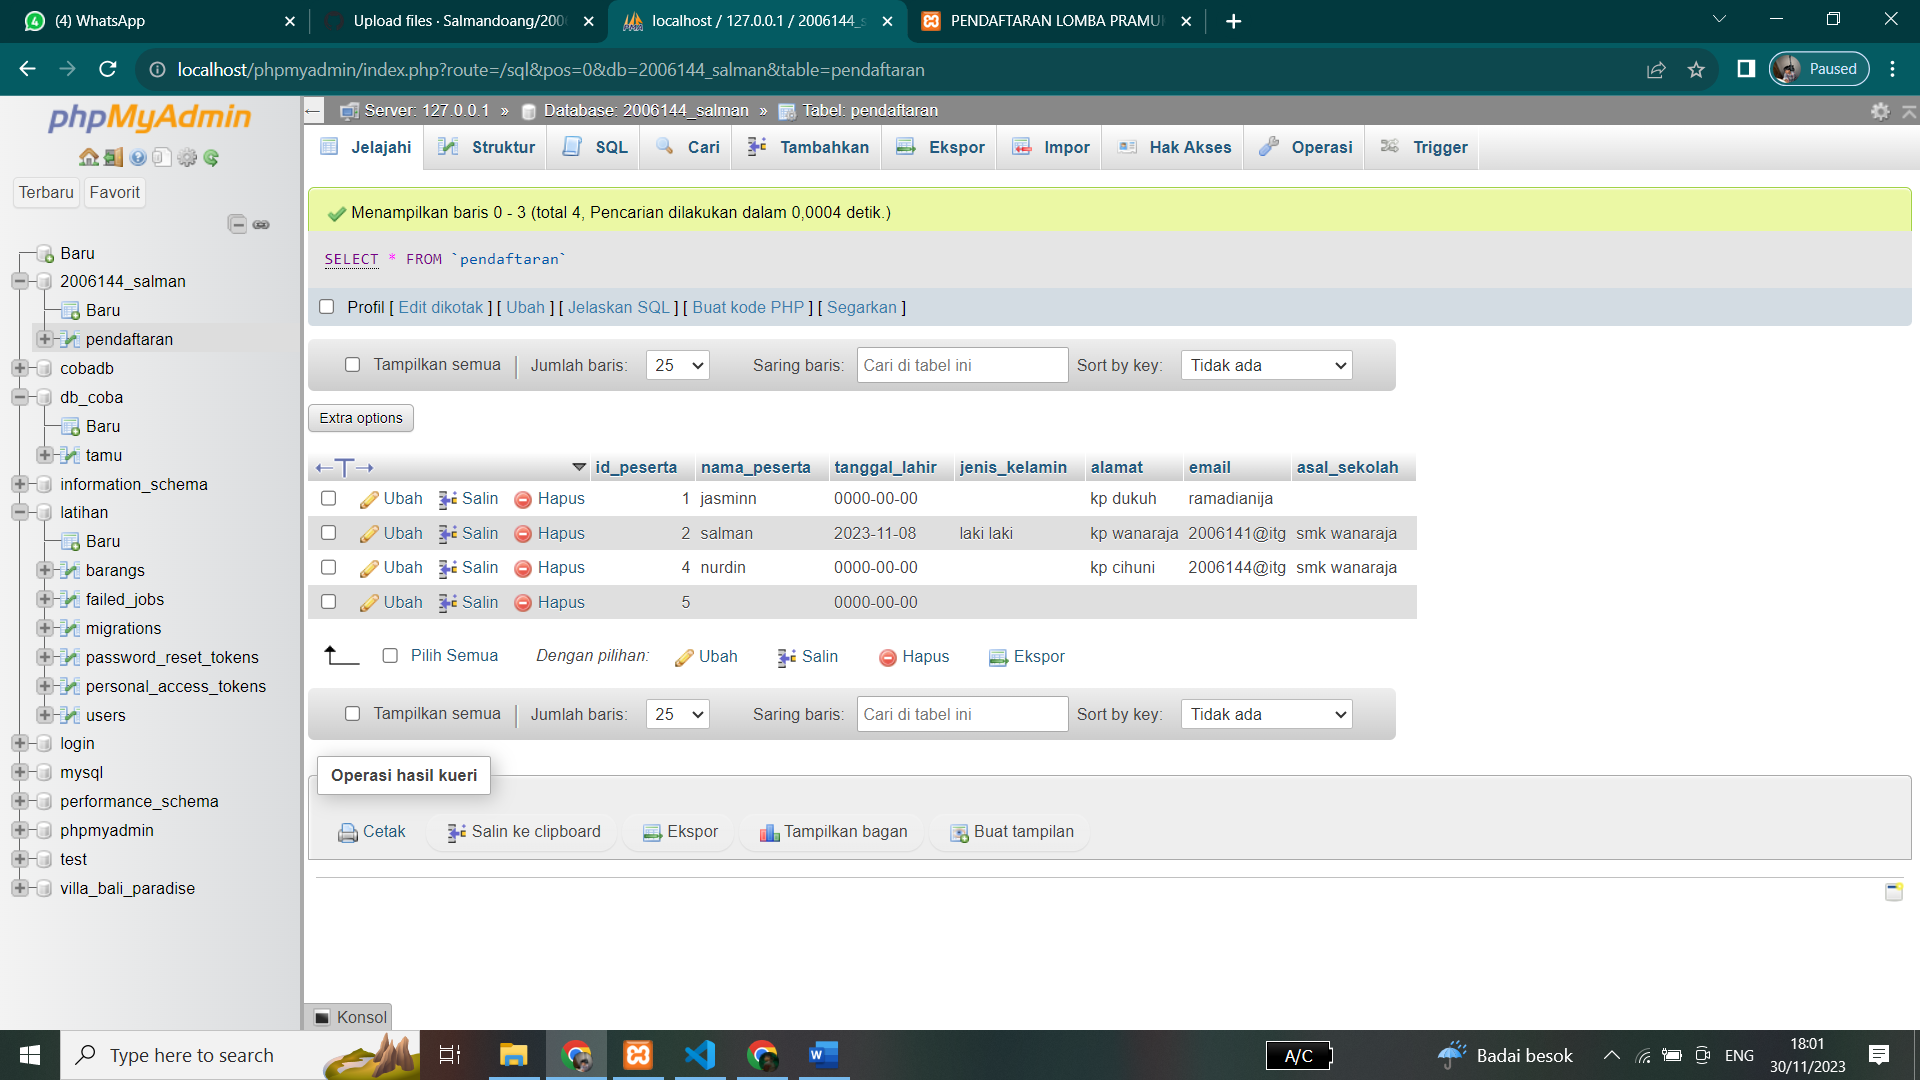 (4) WhatsApp
Upload files · Salmandoang/200
localhost / 127.0.0.1 / 2006144_s
PENDAFTARAN LOMBA PRAMUK
localhost/phpmyadmin/index.php?route=/sql&pos=0&db=2006144_salman&table=pendaftaran
Paused
phpMyAdmin
Terbaru Favorit
Baru
2006144_salman
Baru
pendaftaran
cobadb
db_coba
Baru
tamu
information_schema
latihan
Baru
barangs
failed_jobs
migrations
password_reset_tokens
personal_access_tokens
users
login
mysql
performance_schema
phpmyadmin
test
villa_bali_paradise
Server: 127.0.0.1 » Database: 2006144_salman » Tabel: pendaftaran
Jelajahi Struktur SQL Cari Tambahkan Ekspor Impor Hak Akses Operasi Trigger
Menampilkan baris 0 - 3 (total 4, Pencarian dilakukan dalam 0,0004 detik.)
SELECT * FROM `pendaftaran`
Profil [ Edit dikotak ] [ Ubah ] [ Jelaskan SQL ] [ Buat kode PHP ] [ Segarkan ]
Tampilkan semua Jumlah baris: 25 Saring baris: Cari di tabel ini Sort by key: Tidak ada
Extra options
id_peserta nama_peserta tanggal_lahir jenis_kelamin alamat email asal_sekolah
Ubah Salin Hapus 1 jasminn 0000-00-00 kp dukuh ramadianija
Ubah Salin Hapus 2 salman 2023-11-08 laki laki kp wanaraja 2006141@itg smk wanaraja
Ubah Salin Hapus 4 nurdin 0000-00-00 kp cihuni 2006144@itg smk wanaraja
Ubah Salin Hapus 5 0000-00-00
Pilih Semua Dengan pilihan: Ubah Salin Hapus Ekspor
Tampilkan semua Jumlah baris: 25 Saring baris: Cari di tabel ini Sort by key: Tidak ada
Operasi hasil kueri
Cetak Salin ke clipboard Ekspor Tampilkan bagan Buat tampilan
Konsol
Type here to search
A/C
Badai besok
ENG
18:01
30/11/2023